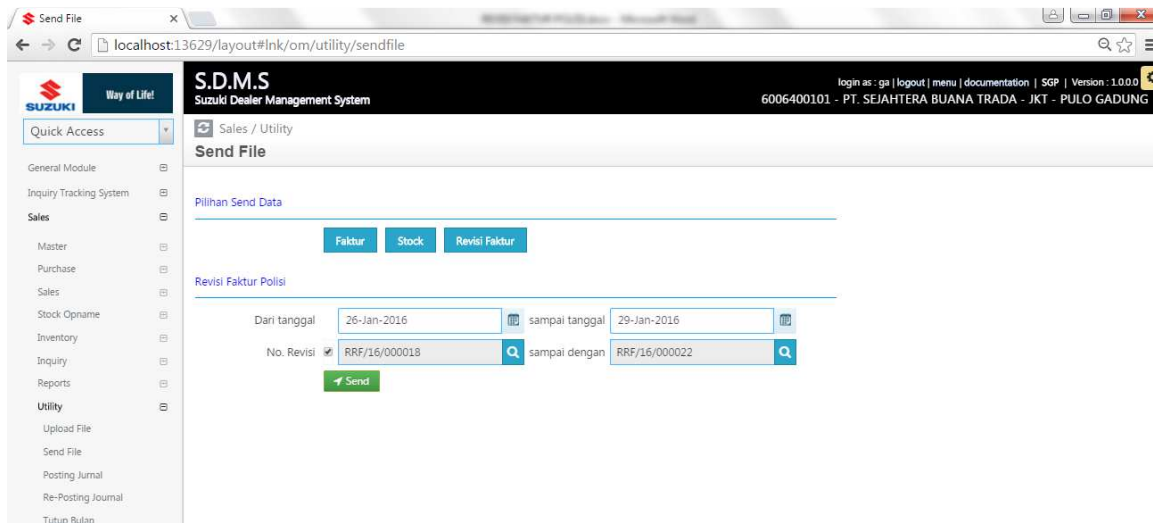 Send File
localhost:13629/layout#lnk/om/utility/sendfile
SUZUKI
Way of Life!
S.D.M.S
Suzuki Dealer Management System
login as : ga | logout | menu | documentation | SGP | Version : 1.0.0.0
6006400101 - PT. SEJAHTERA BUANA TRADA - JKT - PULO GADUNG
Quick Access
Sales / Utility
Send File
General Module
Inquiry Tracking System
Sales
Master
Purchase
Sales
Stock Opname
Inventory
Inquiry
Reports
Utility
Upload File
Send File
Posting Jurnal
Re-Posting Journal
Tutup Bulan
Pilihan Send Data
Faktur Stock Revisi Faktur
Revisi Faktur Polisi
Dari tanggal 26-Jan-2016 sampai tanggal 29-Jan-2016
No. Revisi RRF/16/000018 sampai dengan RRF/16/000022
Send